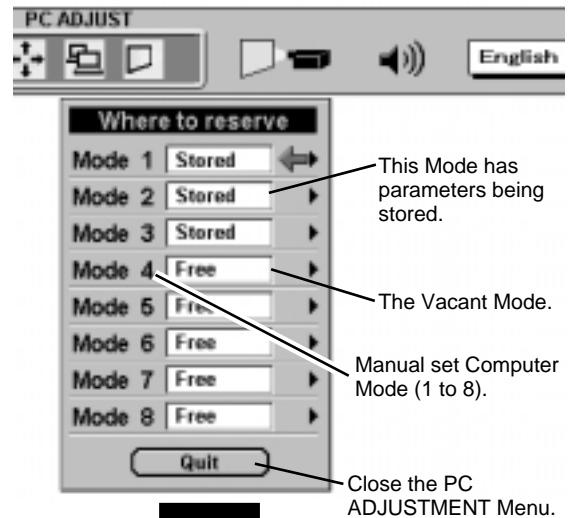 PC ADJUST
English
Where to reserve
Mode 1 Stored
Mode 2 Stored
Mode 3 Stored
Mode 4 Free
Mode 5 Free
Mode 6 Free
Mode 7 Free
Mode 8 Free
Quit
This Mode has
parameters being
stored.
The Vacant Mode.
Manual set Computer
Mode (1 to 8).
Close the PC
ADJUSTMENT Menu.